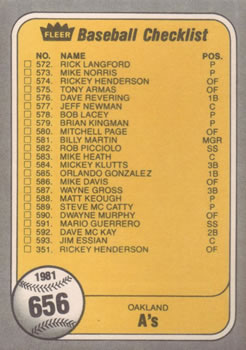 FLEER Baseball Checklist
NO. NAME POS.
572. RICK LANGFORD P
573. MIKE NORRIS P
574. RICKEY HENDERSON OF
575. TONY ARMAS OF
576. DAVE REVERING 1B
577. JEFF NEWMAN C
578. BOB LACEY P
579. BRIAN KINGMAN P
580. MITCHELL PAGE OF
581. BILLY MARTIN MGR
582. ROB PICCIOLO SS
583. MIKE HEATH C
584. MICKEY KLUTTS 3B
585. ORLANDO GONZALEZ 1B
586. MIKE DAVIS OF
587. WAYNE GROSS 3B
588. MATT KEOUGH P
589. STEVE MC CATTY P
590. DWAYNE MURPHY OF
591. MARIO GUERRERO SS
592. DAVE MC KAY 2B
593. JIM ESSIAN C
351. RICKEY HENDERSON OF
1981
656
OAKLAND
A's